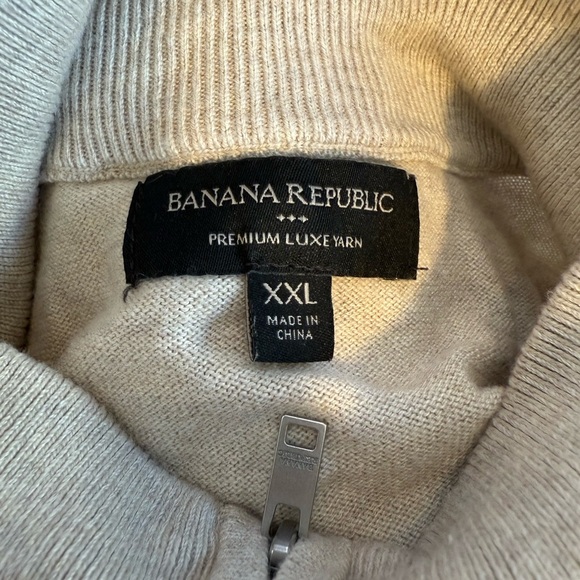 BANANA REPUBLIC
PREMIUM LUXE YARN
XXL
MADE IN
CHINA